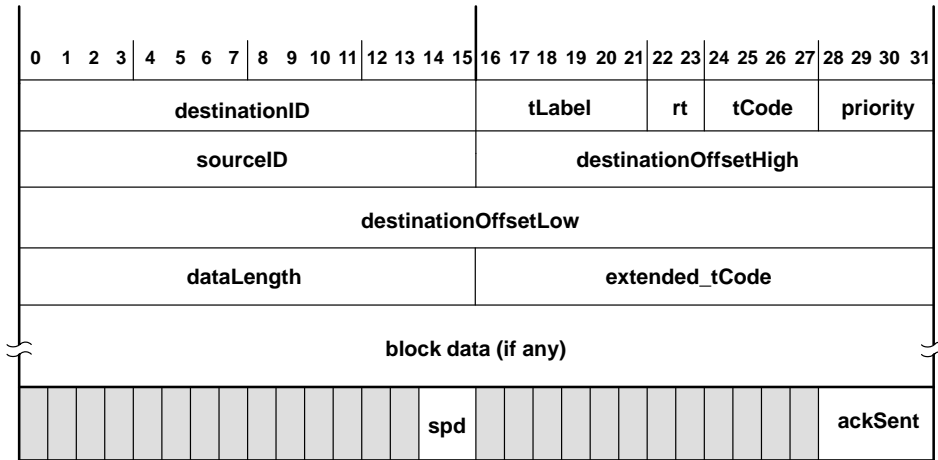 0 1 2 3 4 5 6 7 8 9 10 11 12 13 14 15 16 17 18 19 20 21 22 23 24 25 26 27 28 29 30 31
destinationID tLabel rt tCode priority
sourceID destinationOffsetHigh
destinationOffsetLow
dataLength extended_tCode
block data (if any)
spd ackSent